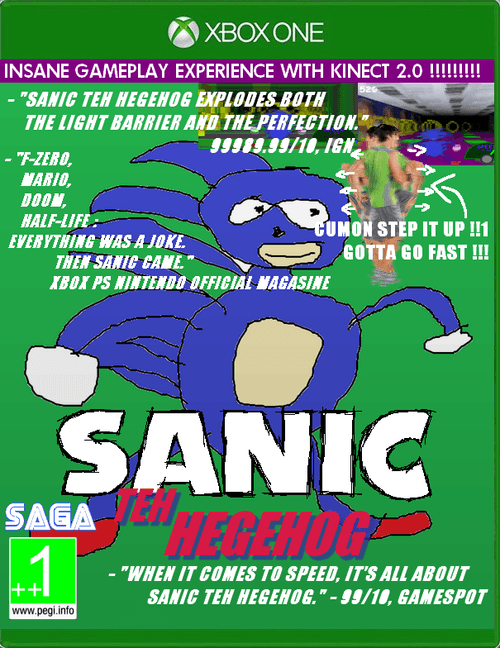 XBOX ONE
INSANE GAMEPLAY EXPERIENCE WITH KINECT 2.0 !!!!!!!!!
- "SANIC TEH HEGEHOG EXPLODES BOTH
THE LIGHT BARRIER AND THE PERFECTION."
99989.99/10, IGN
526
- "F-ZERO,
MARIO,
DOOM,
HALF-LIFE :
EVERYTHING WAS A JOKE.
THEN SANIC CAME."
XBOX PS NINTENDO OFFICIAL MAGASINE
CUMON STEP IT UP !!1
GOTTA GO FAST !!!
SANIC
TEH
HEGEHOG
SAGA
++1
www.pegi.info
- "WHEN IT COMES TO SPEED, IT'S ALL ABOUT
SANIC TEH HEGEHOG." - 99/10, GAMESPOT